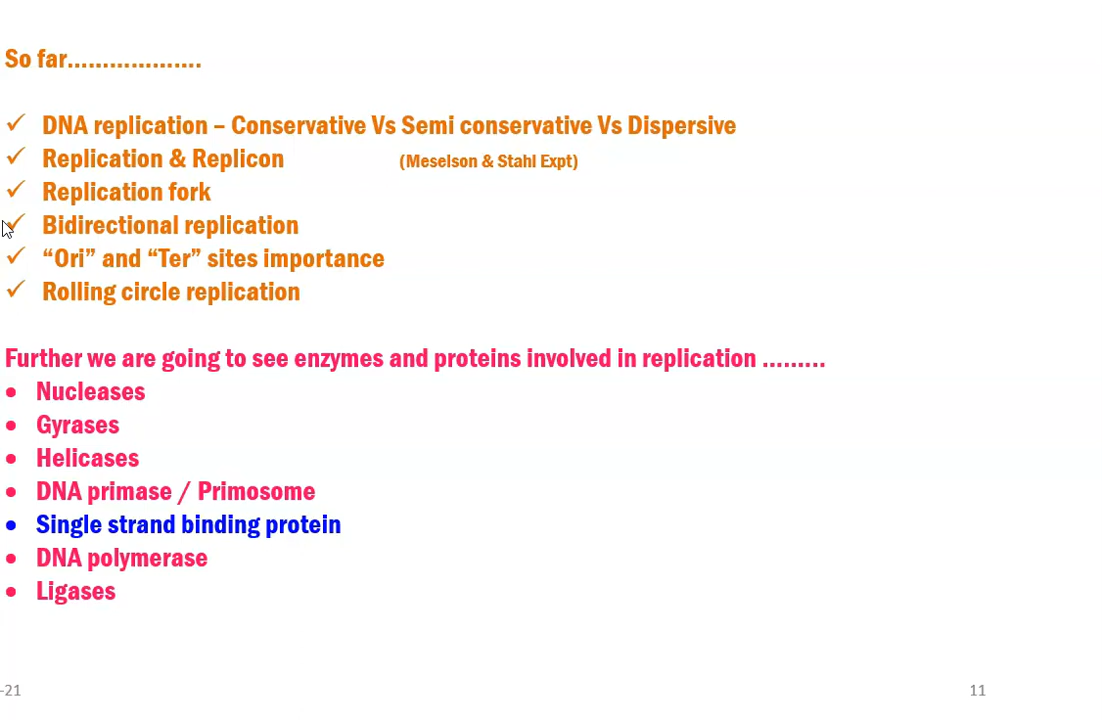 So far………………..
✓ DNA replication – Conservative Vs Semi conservative Vs Dispersive
✓ Replication & Replicon (Meselson & Stahl Expt)
✓ Replication fork
✓ Bidirectional replication
✓ “Ori” and “Ter” sites importance
✓ Rolling circle replication
Further we are going to see enzymes and proteins involved in replication ………
• Nucleases
• Gyrases
• Helicases
• DNA primase / Primosome
• Single strand binding protein
• DNA polymerase
• Ligases
-21 11